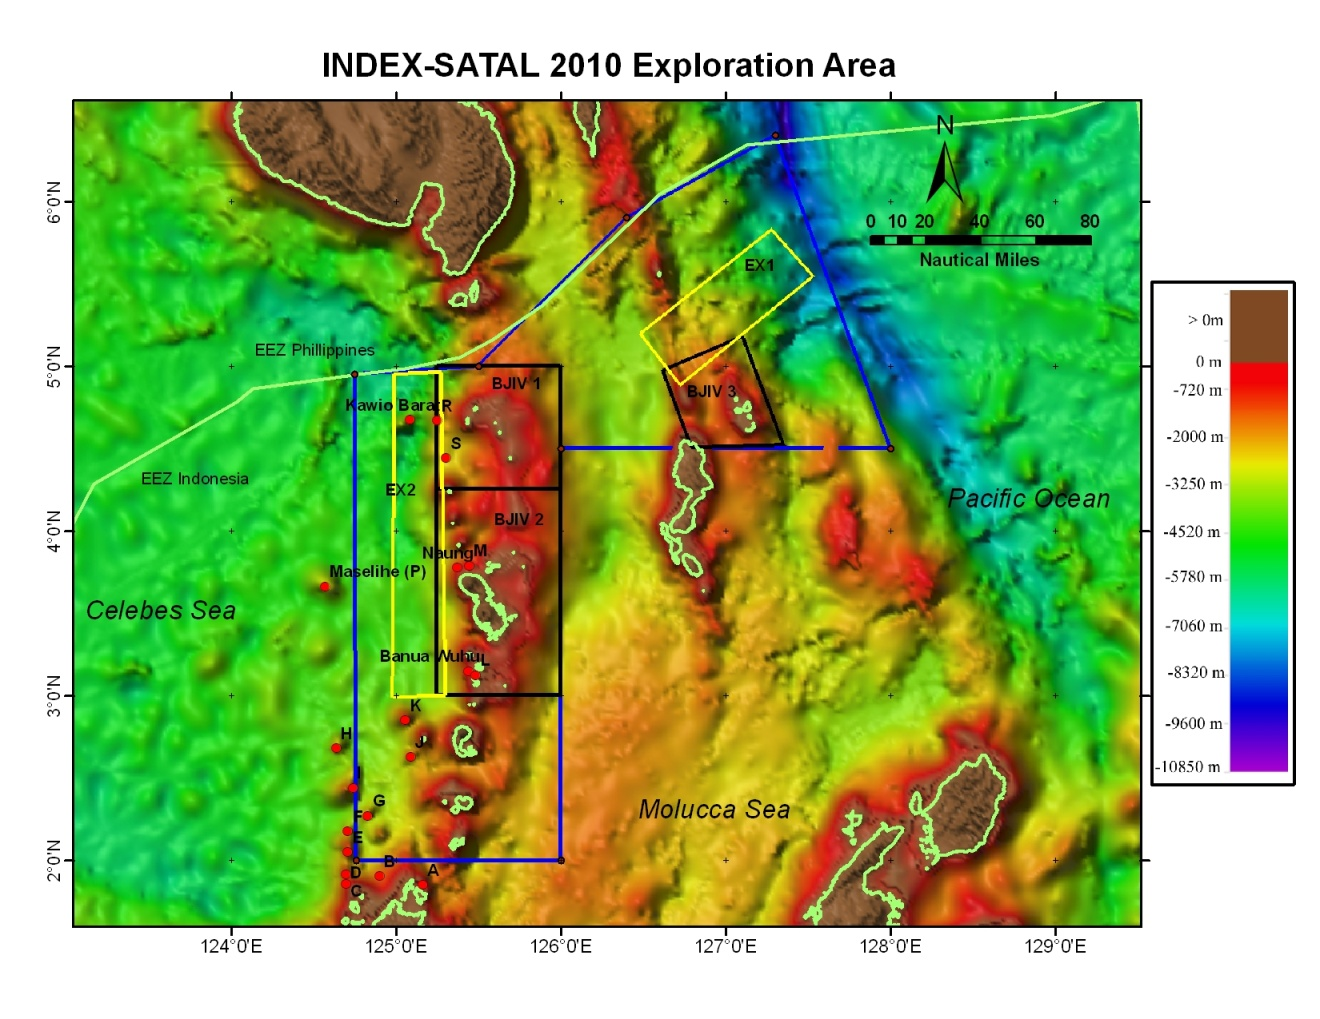 INDEX-SATAL 2010 Exploration Area
N
0 10 20 40 60 80
Nautical Miles
6°0'N
5°0'N
4°0'N
3°0'N
2°0'N
EX1
EEZ Phillippines
BJIV 1
BJIV 3
Kawio Barat R
S
EEZ Indonesia
EX2
Pacific Ocean
BJIV 2
Naung M
Maselihe (P)
Celebes Sea
Banua Wuhu L
K
H
J
I
G
Molucca Sea
F
E
B
D
A
C
124°0'E 125°0'E 126°0'E 127°0'E 128°0'E 129°0'E
> 0m
0 m
-720 m
-2000 m
-3250 m
-4520 m
-5780 m
-7060 m
-8320 m
-9600 m
-10850 m